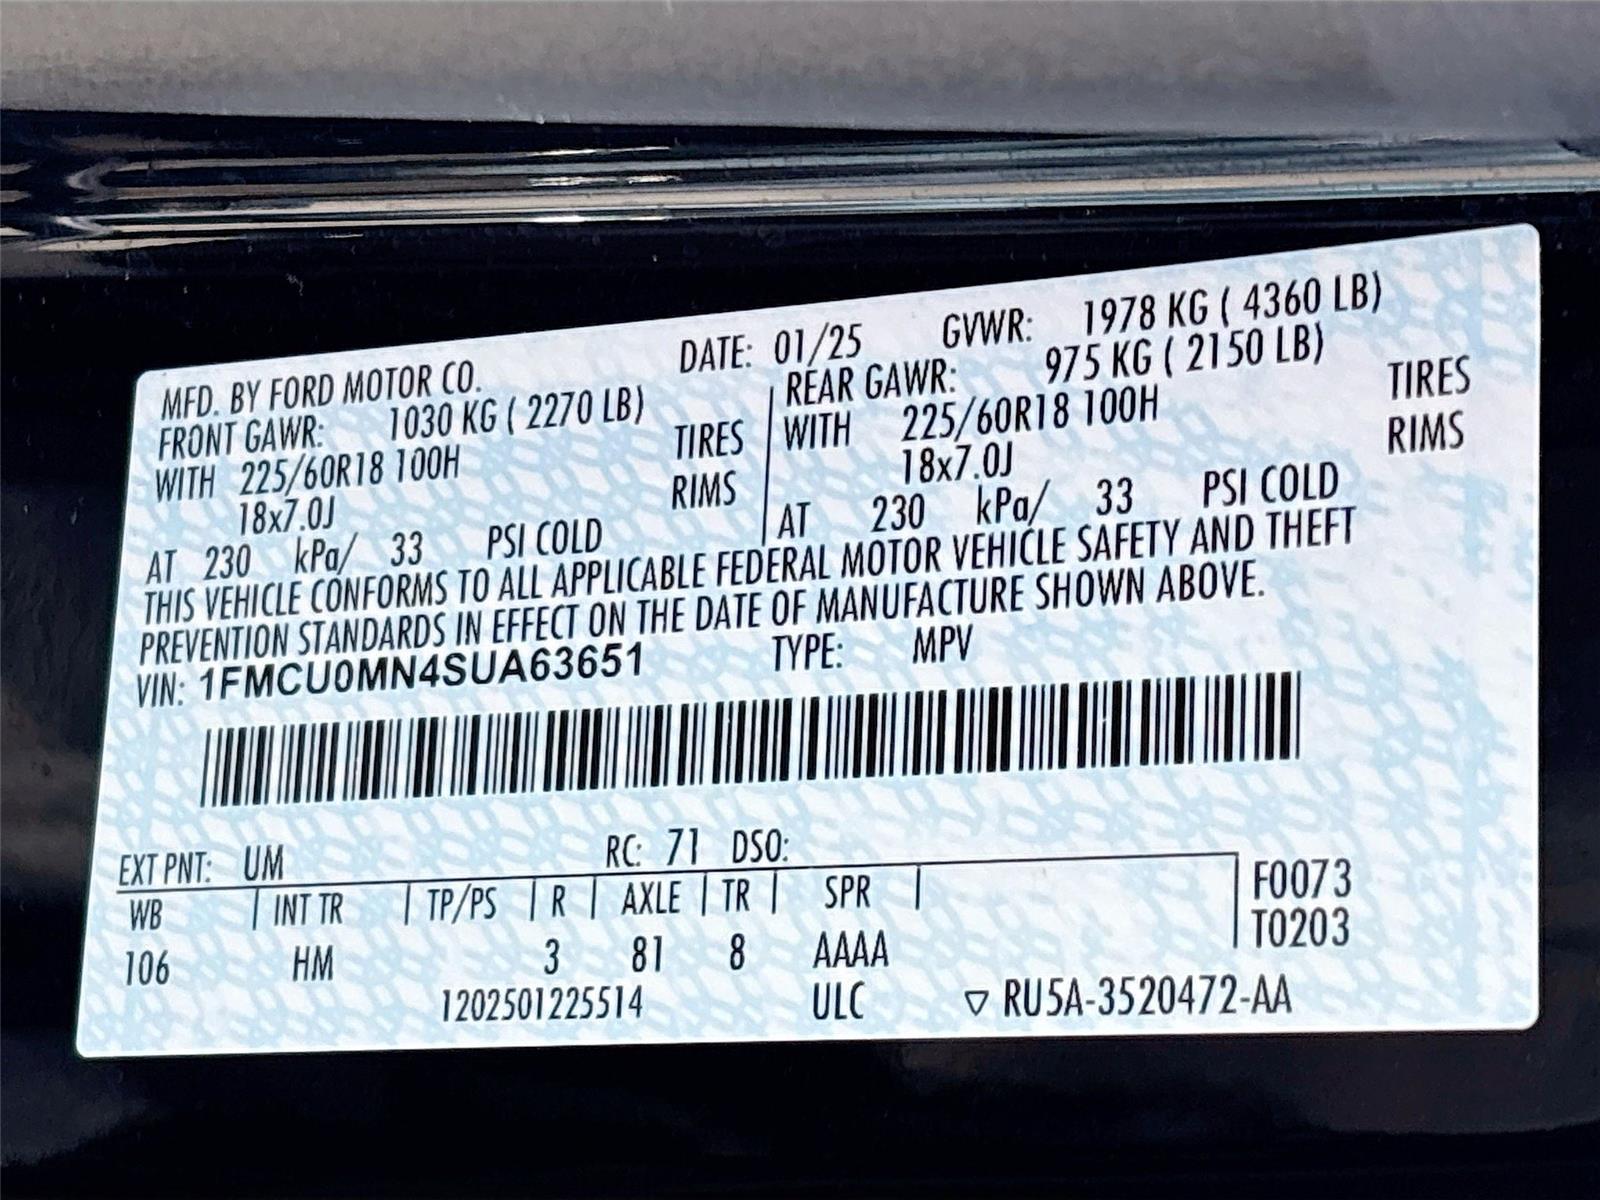 MFD. BY FORD MOTOR CO. DATE: 01/25 GVWR: 1978 KG ( 4360 LB)
FRONT GAWR: 1030 KG ( 2270 LB) REAR GAWR: 975 KG ( 2150 LB)
WITH 225/60R18 100H TIRES WITH 225/60R18 100H TIRES
18x7.0J RIMS 18x7.0J RIMS
AT 230 kPa/ 33 PSI COLD AT 230 kPa/ 33 PSI COLD
THIS VEHICLE CONFORMS TO ALL APPLICABLE FEDERAL MOTOR VEHICLE SAFETY AND THEFT
PREVENTION STANDARDS IN EFFECT ON THE DATE OF MANUFACTURE SHOWN ABOVE.
VIN: 1FMCU0MN4SUA63651 TYPE: MPV
EXT PNT: UM RC: 71 DSO:
WB | INT TR | TP/PS | R | AXLE | TR | SPR | F0073
106 HM 3 81 8 AAAA T0203
1202501225514 ULC ▽ RU5A-3520472-AA